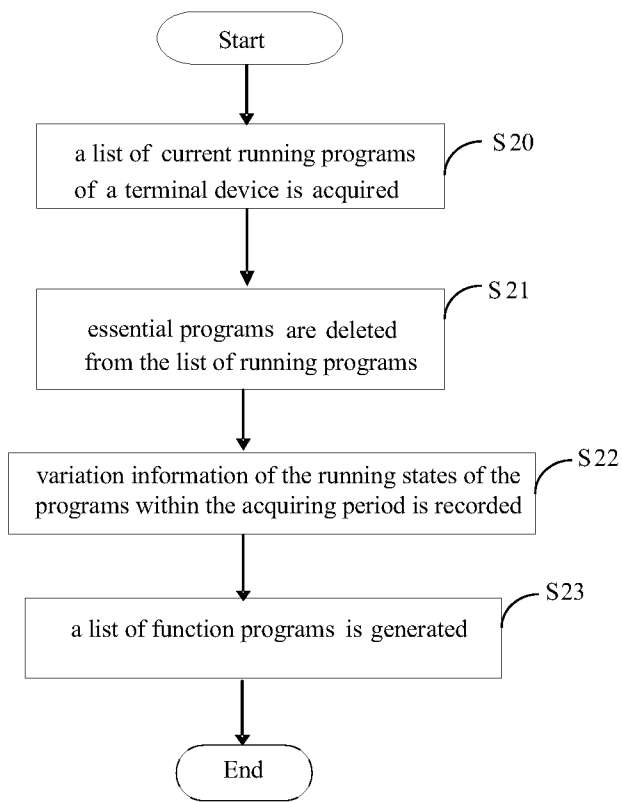 Start
a list of current running programs
of a terminal device is acquired
S20
essential programs are deleted
from the list of running programs
S21
variation information of the running states of the
programs within the acquiring period is recorded
S22
a list of function programs is generated
S23
End